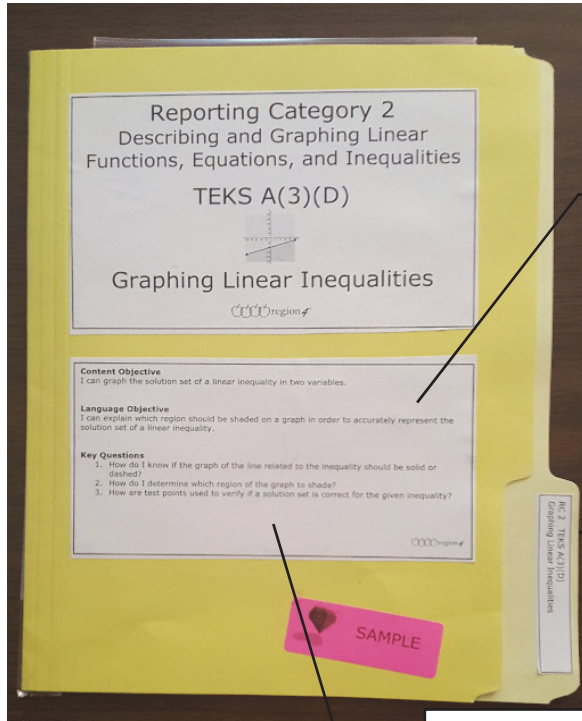 Reporting Category 2
Describing and Graphing Linear
Functions, Equations, and Inequalities
TEKS A(3)(D)
Graphing Linear Inequalities
region 4
Content Objective
I can graph the solution set of a linear inequality in two variables.
Language Objective
I can explain which region should be shaded on a graph in order to accurately represent the
solution set of a linear inequality.
Key Questions
1. How do I know if the graph of the line related to the inequality should be solid or
dashed?
2. How do I determine which region of the graph to shade?
3. How are test points used to verify if a solution set is correct for the given inequality?
region 4
RC 2 TEKS A(3)(D)
Graphing Linear Inequalities
SAMPLE